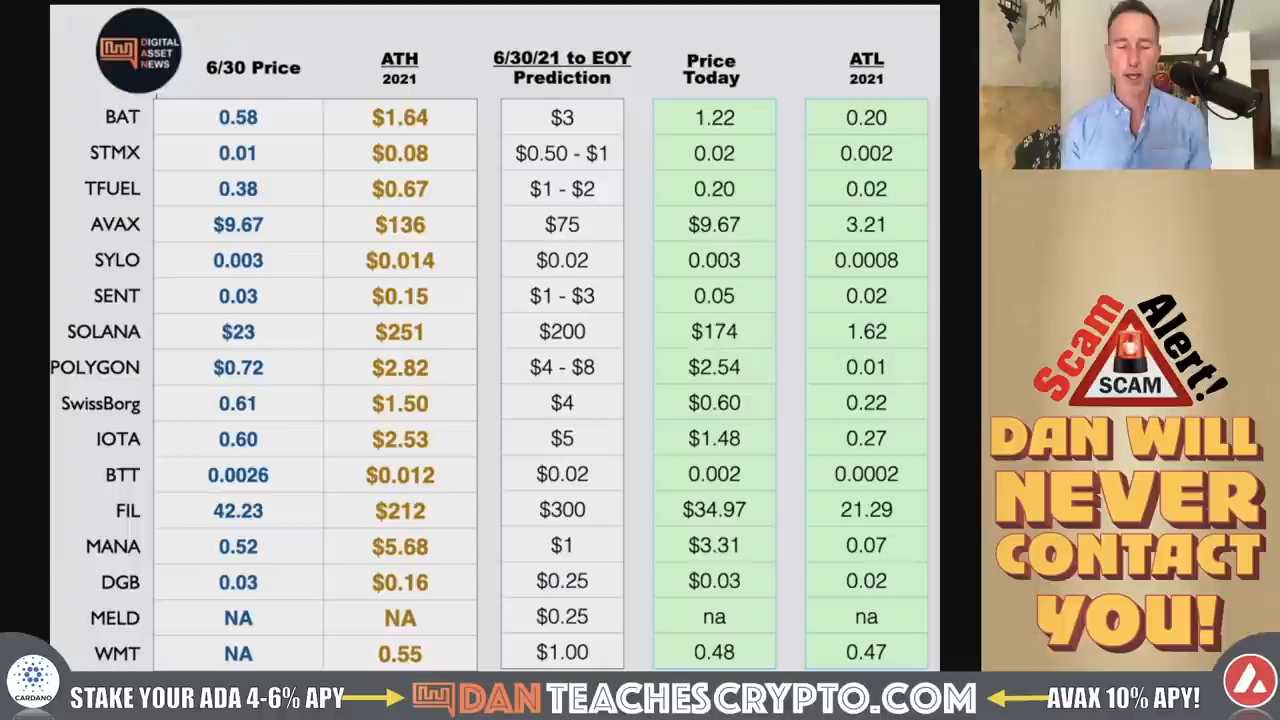 DIGITAL
ASSET
NEWS
6/30 Price
ATH
2021
6/30/21 to EOY
Prediction
Price
Today
ATL
2021
BAT 0.58 $1.64 $3 1.22 0.20
STMX 0.01 $0.08 $0.50 - $1 0.02 0.002
TFUEL 0.38 $0.67 $1 - $2 0.20 0.02
AVAX $9.67 $136 $75 $9.67 3.21
SYLO 0.003 $0.014 $0.02 0.003 0.0008
SENT 0.03 $0.15 $1 - $3 0.05 0.02
SOLANA $23 $251 $200 $174 1.62
POLYGON $0.72 $2.82 $4 - $8 $2.54 0.01
SwissBorg 0.61 $1.50 $4 $0.60 0.22
IOTA 0.60 $2.53 $5 $1.48 0.27
BTT 0.0026 $0.012 $0.02 0.002 0.0002
FIL 42.23 $212 $300 $34.97 21.29
MANA 0.52 $5.68 $1 $3.31 0.07
DGB 0.03 $0.16 $0.25 $0.03 0.02
MELD NA NA $0.25 na na
WMT NA 0.55 $1.00 0.48 0.47
Scam Alert!
SCAM
DAN WILL
NEVER
CONTACT
YOU!
CARDANO
STAKE YOUR ADA 4-6% APY
DANTEACHESCRYPTO.COM
AVAX 10% APY!